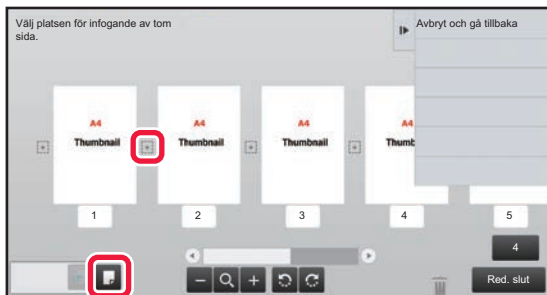 Välj platsen för infogande av tom
sida.
Avbryt och gå tillbaka
A4
Thumbnail
A4
Thumbnail
A4
Thumbnail
A4
Thumb
1
2
3
4
5
4
Red. slut